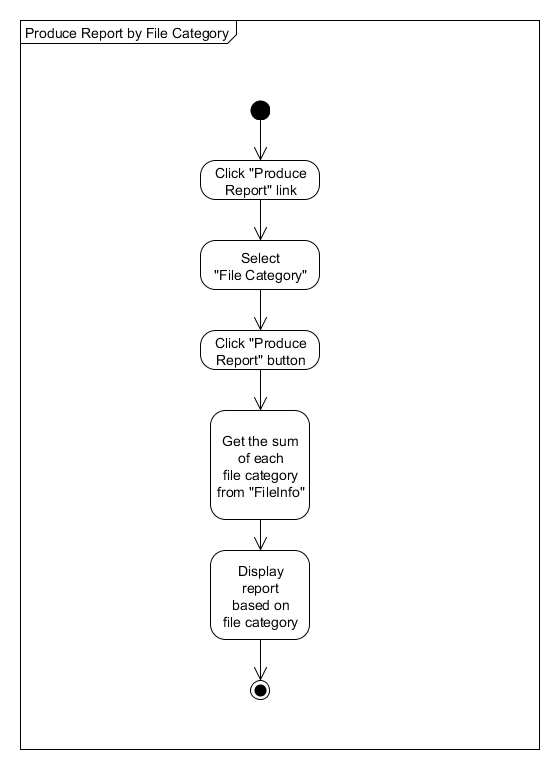 Produce Report by File Category
Click "Produce
Report" link
Select
"File Category"
Click "Produce
Report" button
Get the sum
of each
file category
from "FileInfo"
Display
report
based on
file category